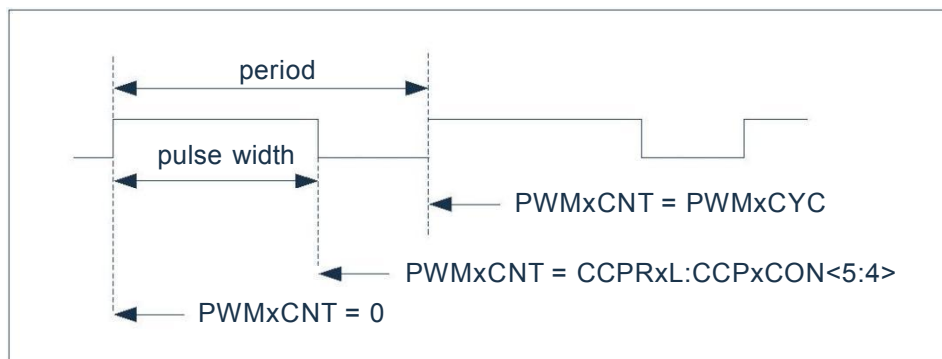 period
pulse width
PWMxCNT = PWMxCYC
PWMxCNT = CCPRxL:CCPxCON<5:4>
PWMxCNT = 0